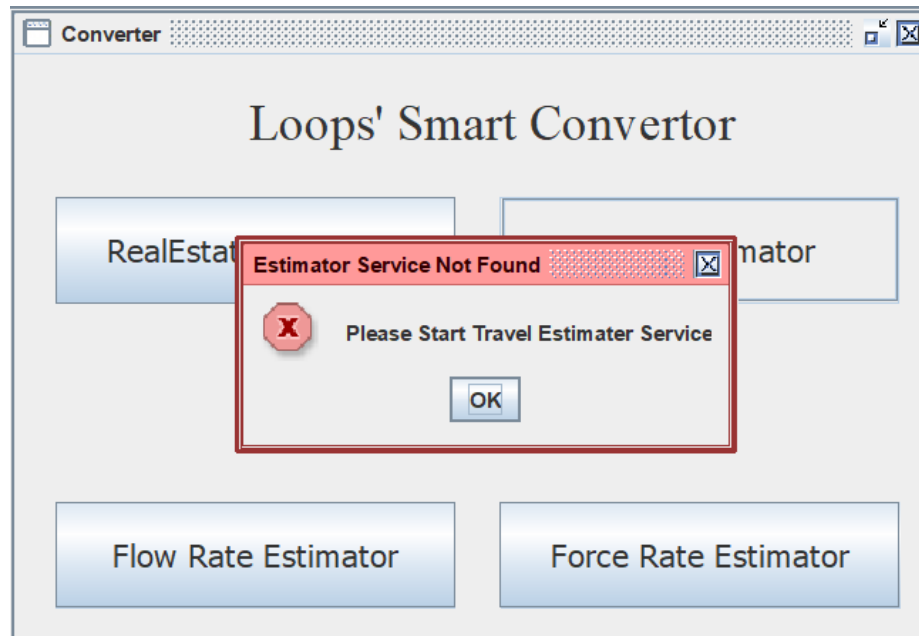 Converter
Loops' Smart Convertor
RealEstat
mator
Estimator Service Not Found
Please Start Travel Estimater Service
OK
Flow Rate Estimator
Force Rate Estimator